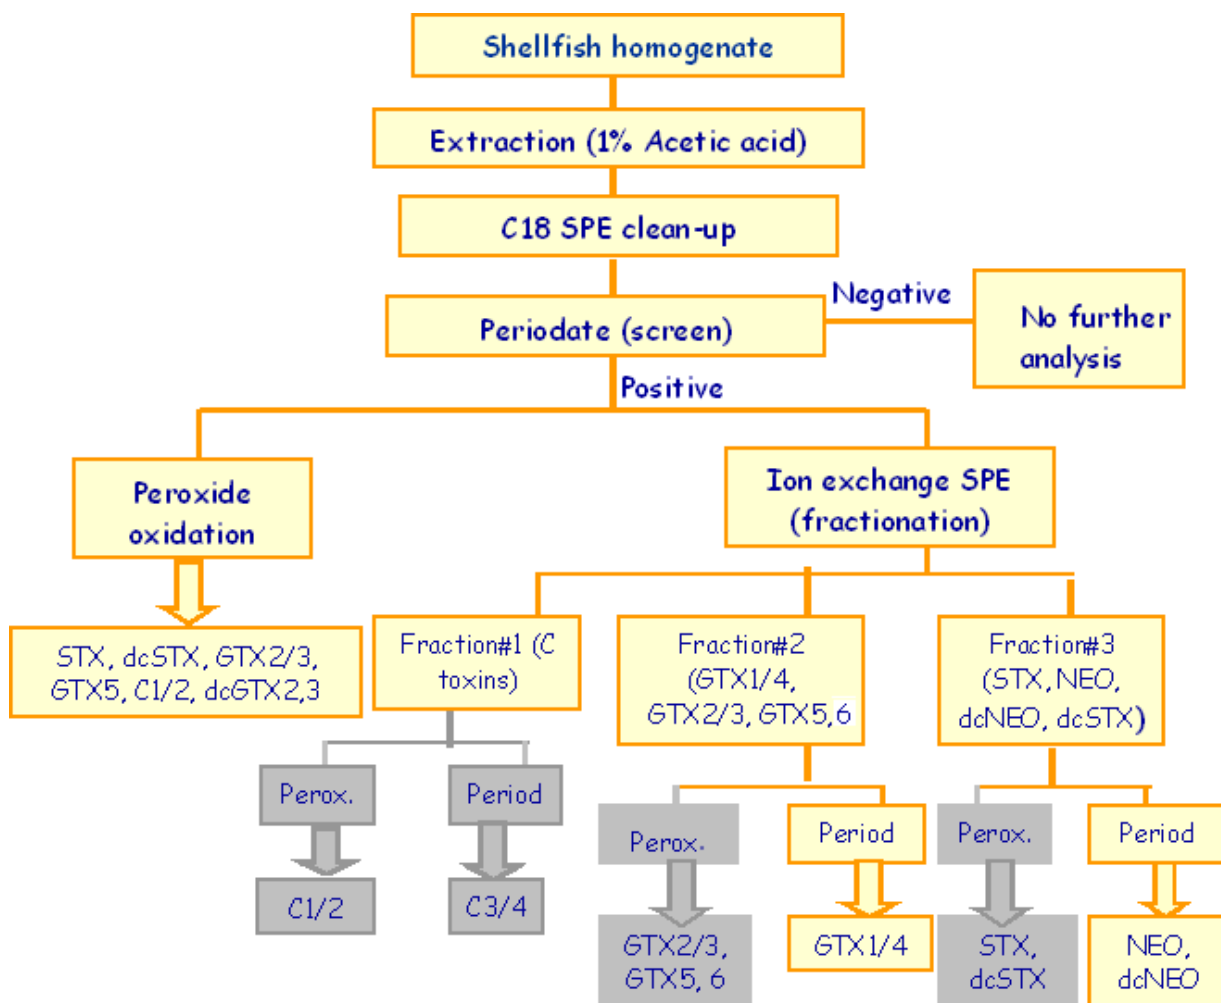 Shellfish homogenate
Extraction (1% Acetic acid)
C18 SPE clean-up
Periodate (screen)
Negative
No further
analysis
Positive
Peroxide
oxidation
Ion exchange SPE
(fractionation)
STX, dcSTX, GTX2/3,
GTX5, C1/2, dcGTX2,3
Fraction#1 (C
toxins)
Fraction#2
(GTX1/4,
GTX2/3, GTX5,6
Fraction#3
(STX, NEO,
dcNEO, dcSTX)
Perox.
Period
Perox.
Period
Perox.
Period
C1/2
C3/4
GTX2/3,
GTX5, 6
GTX1/4
STX,
dcSTX
NEO,
dcNEO